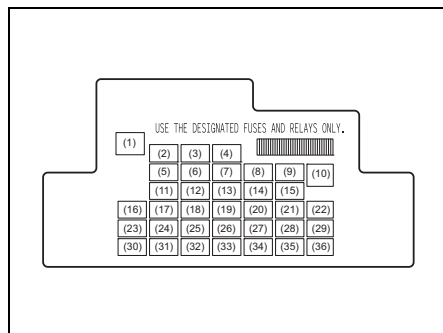 USE THE DESIGNATED FUSES AND RELAYS ONLY.
(1)
(2) (3) (4)
(5) (6) (7) (8) (9) (10)
(11) (12) (13) (14) (15)
(16) (17) (18) (19) (20) (21) (22)
(23) (24) (25) (26) (27) (28) (29)
(30) (31) (32) (33) (34) (35) (36)